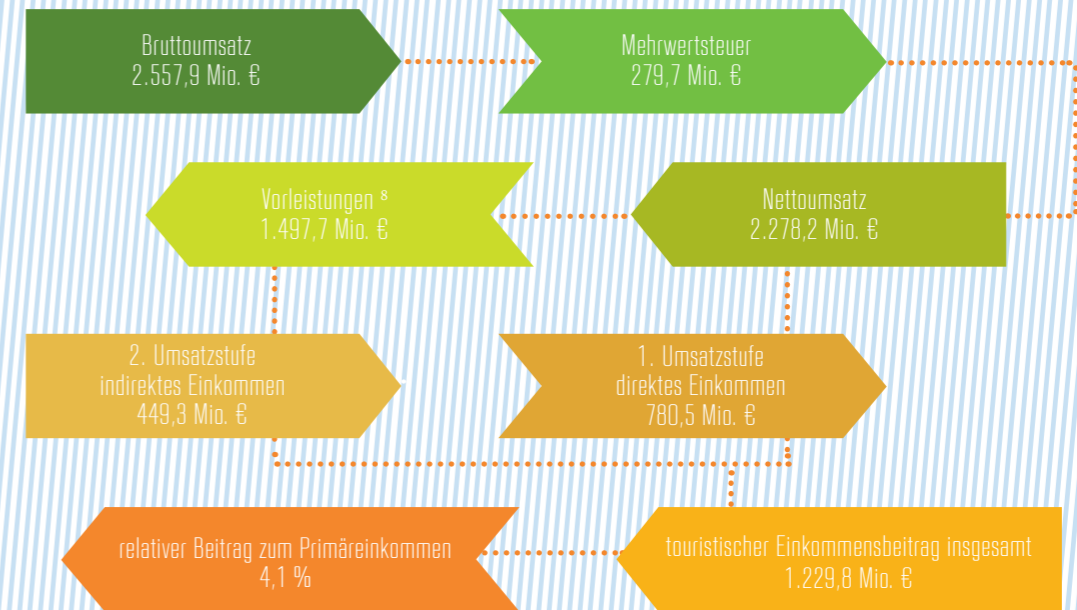 Bruttoumsatz
2.557,9 Mio. €
Mehrwertsteuer
279,7 Mio. €
Vorleistungen ⁸
1.497,7 Mio. €
Nettoumsatz
2.278,2 Mio. €
2. Umsatzstufe
indirektes Einkommen
449,3 Mio. €
1. Umsatzstufe
direktes Einkommen
780,5 Mio. €
relativer Beitrag zum Primäreinkommen
4,1 %
touristischer Einkommensbeitrag insgesamt
1.229,8 Mio. €